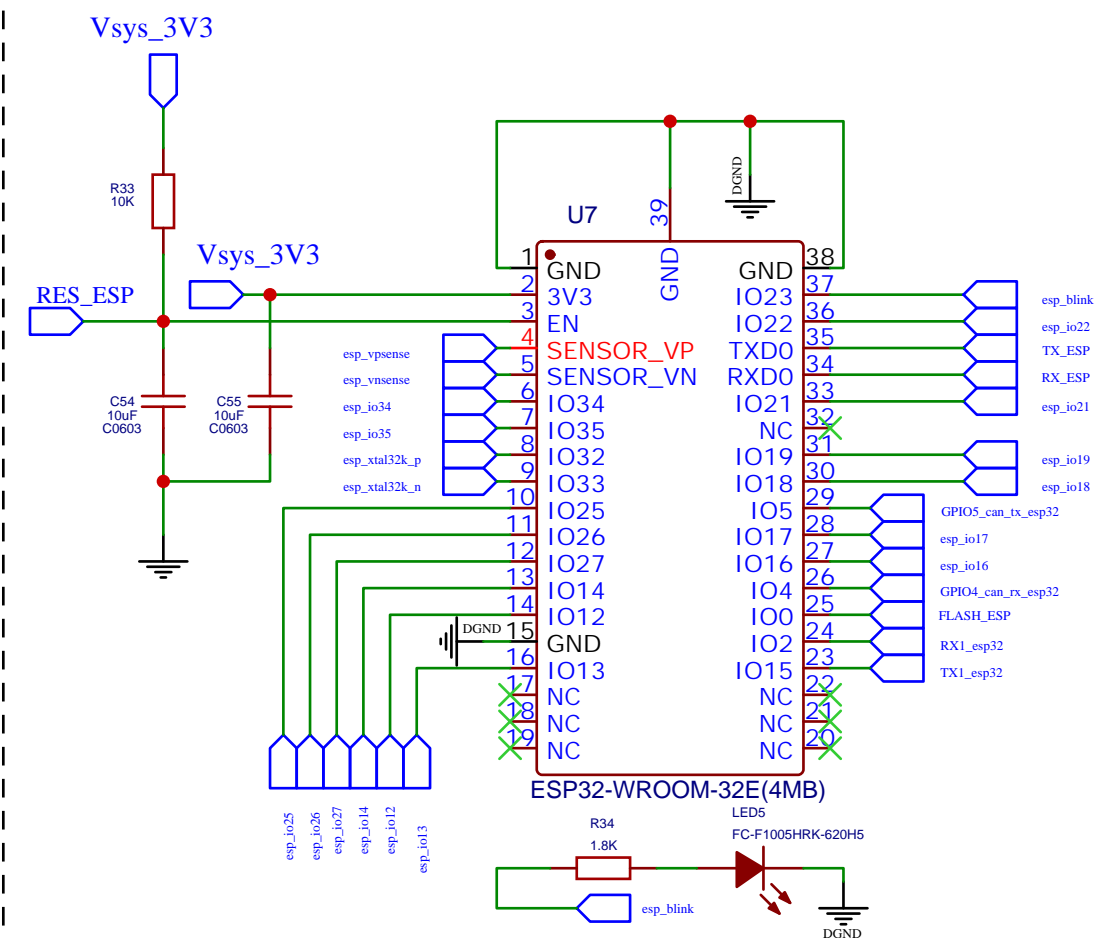 Vsys_3V3
R33
10K
Vsys_3V3
RES_ESP
C54
10uF
C0603
C55
10uF
C0603
U7
39
GND
DGND
1
GND
2
3V3
3
EN
4
SENSOR_VP
5
SENSOR_VN
6
IO34
7
IO35
8
IO32
9
IO33
10
IO25
11
IO26
12
IO27
13
IO14
14
IO12
DGND
15
GND
16
IO13
17
NC
18
NC
19
NC
38
GND
37
IO23
36
IO22
35
TXD0
34
RXD0
33
IO21
32
NC
31
IO19
30
IO18
29
IO5
28
IO17
27
IO16
26
IO4
25
IO0
24
IO2
23
IO15
22
NC
21
NC
20
NC
esp_vpsense
esp_vnsense
esp_io34
esp_io35
esp_xtal32k_p
esp_xtal32k_n
esp_blink
esp_io22
TX_ESP
RX_ESP
esp_io21
esp_io19
esp_io18
GPIO5_can_tx_esp32
esp_io17
esp_io16
GPIO4_can_rx_esp32
FLASH_ESP
RX1_esp32
TX1_esp32
esp_io25
esp_io26
esp_io27
esp_io14
esp_io12
esp_io13
ESP32-WROOM-32E(4MB)
R34
1.8K
LED5
FC-F1005HRK-620H5
esp_blink
DGND